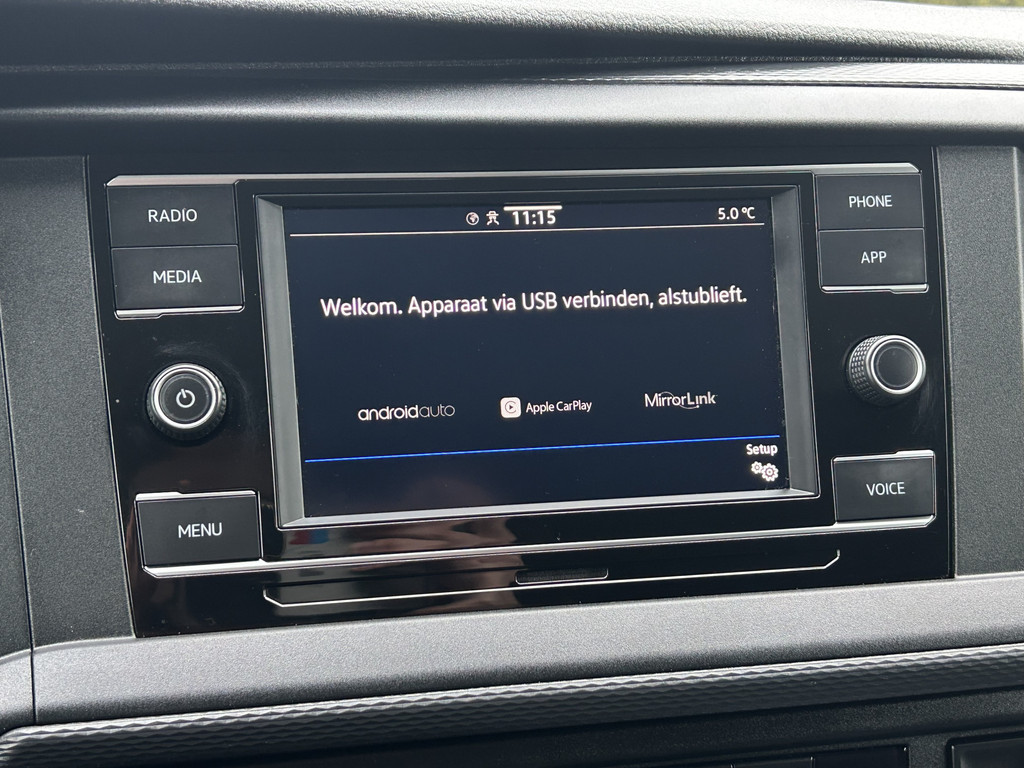 RADIO
MEDIA
MENU
11:15
5.0 °C
Welkom. Apparaat via USB verbinden, alstublieft.
androidauto
Apple CarPlay
MirrorLink
Setup
PHONE
APP
VOICE